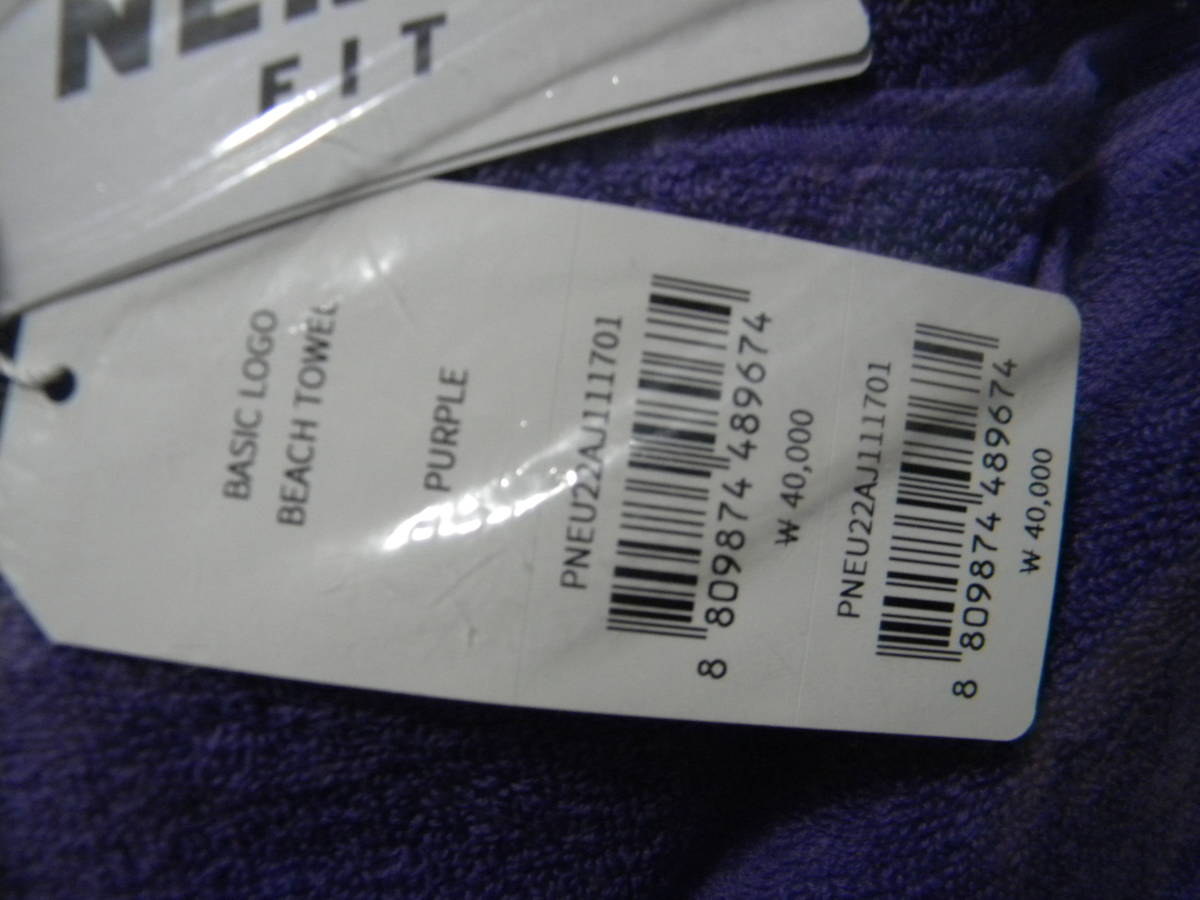 FIT
BASIC LOGO
BEACH TOWEL
PURPLE
PNEU22AJ111701
8 809874 489674
₩ 40,000
PNEU22AJ111701
8 809874 489674
₩ 40,000